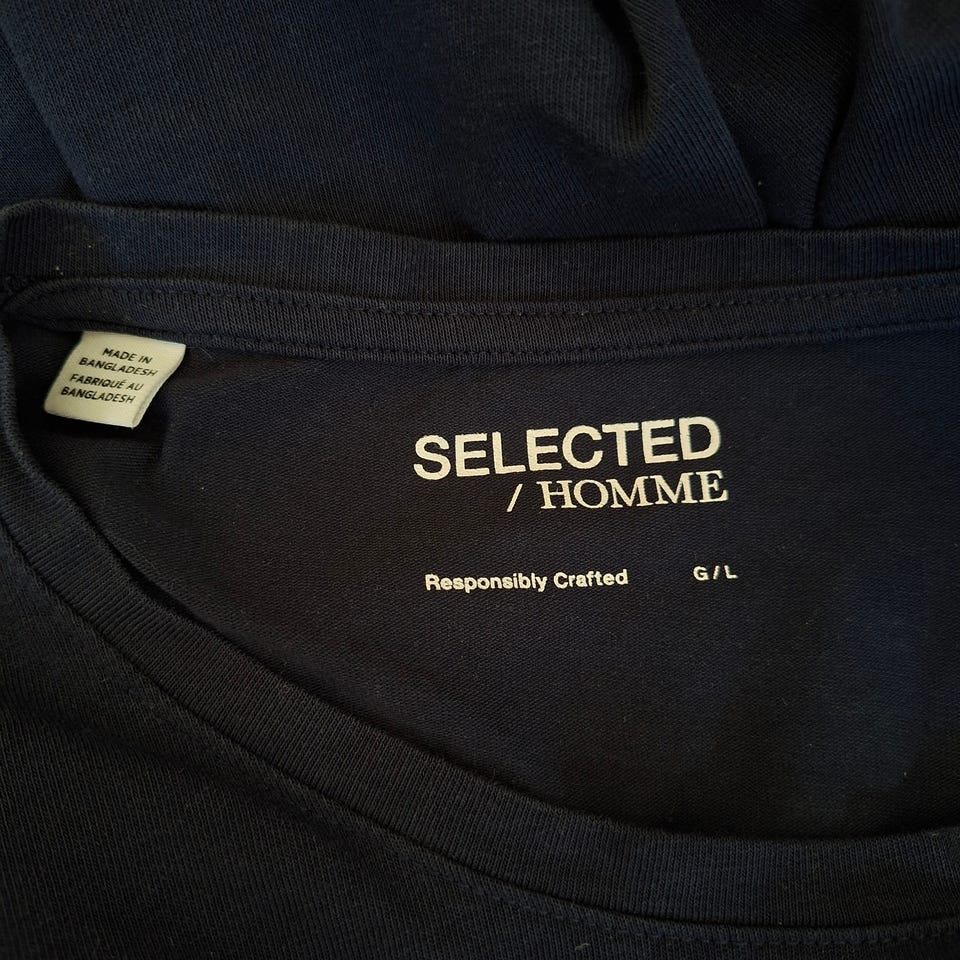 MADE IN
BANGLADESH
FABRIQUÉ AU
BANGLADESH
SELECTED
/ HOMME
Responsibly Crafted G/L